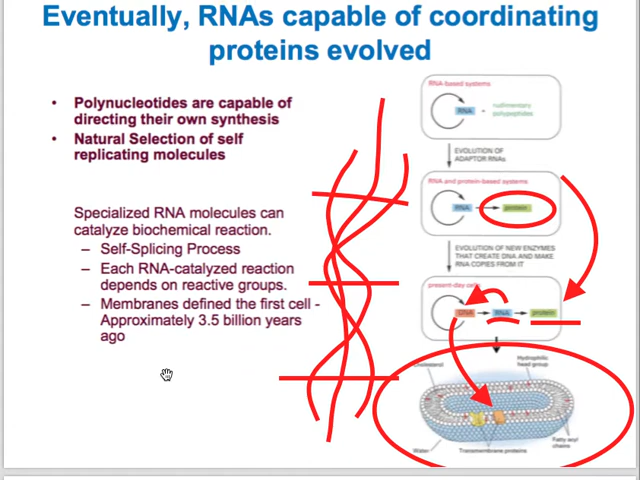 Eventually, RNAs capable of coordinating
proteins evolved
• Polynucleotides are capable of
directing their own synthesis
• Natural Selection of self
replicating molecules
Specialized RNA molecules can
catalyze biochemical reaction.
– Self-Splicing Process
– Each RNA-catalyzed reaction
depends on reactive groups.
– Membranes defined the first cell -
Approximately 3.5 billion years
ago
RNA-based systems
RNA
rudimentary
polypeptides
EVOLUTION OF
ADAPTOR RNAs
RNA and protein-based systems
RNA
protein
EVOLUTION OF NEW ENZYMES
THAT CREATE DNA AND MAKE
RNA COPIES FROM IT
present-day cells
DNA
RNA
protein
Cholesterol
Hydrophilic
head group
Water
Transmembrane proteins
Fatty acyl
chains